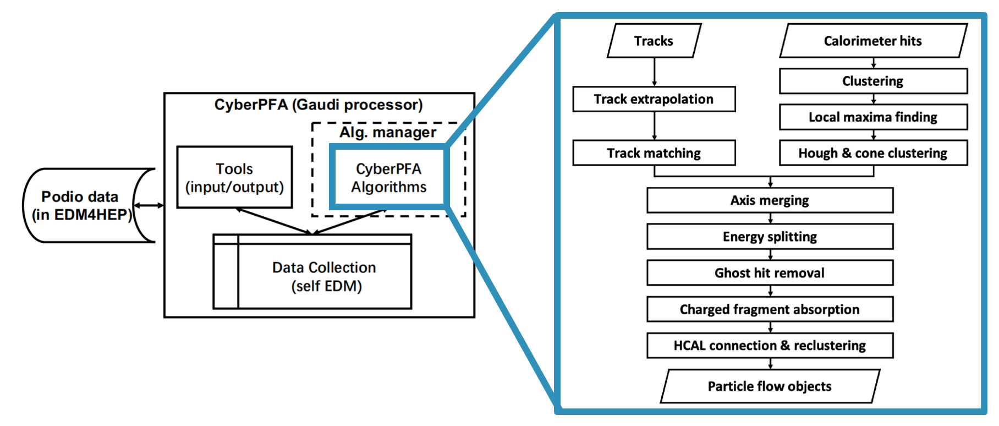 CyberPFA (Gaudi processor)
Alg. manager
Tools
(input/output)
CyberPFA
Algorithms
Podio data
(in EDM4HEP)
Data Collection
(self EDM)
Tracks
Calorimeter hits
Clustering
Track extrapolation
Local maxima finding
Track matching
Hough & cone clustering
Axis merging
Energy splitting
Ghost hit removal
Charged fragment absorption
HCAL connection & reclustering
Particle flow objects